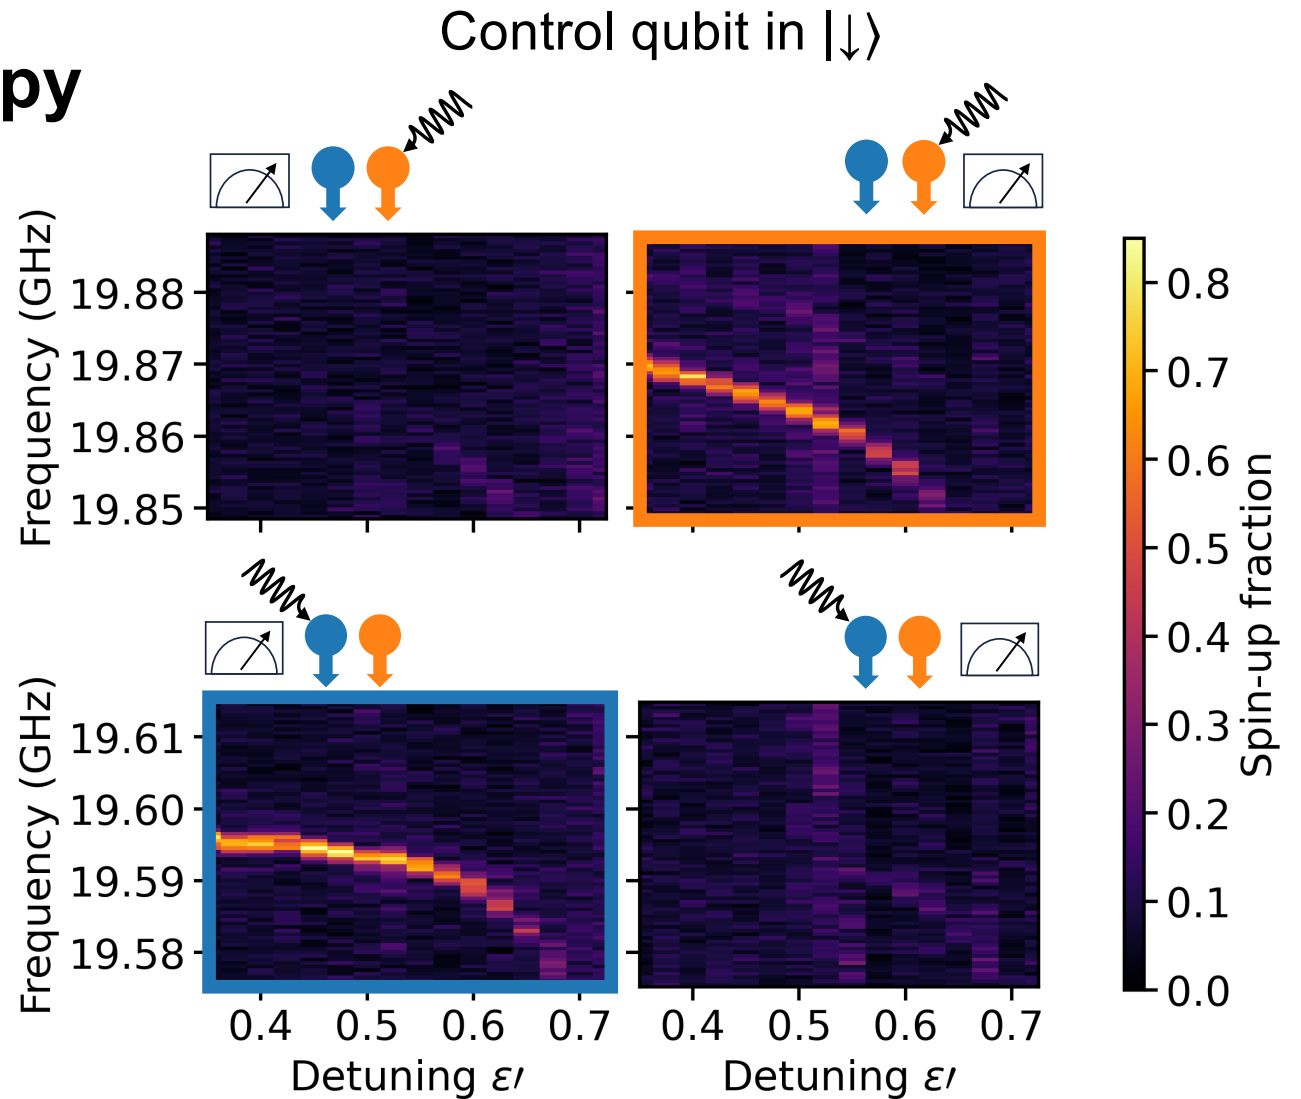 Control qubit in |↓⟩
py
Frequency (GHz)
19.88
19.87
19.86
19.85
Frequency (GHz)
19.61
19.60
19.59
19.58
0.4 0.5 0.6 0.7
Detuning ε′
0.4 0.5 0.6 0.7
Detuning ε′
0.8
0.7
0.6
0.5
0.4
0.3
0.2
0.1
0.0
Spin-up fraction